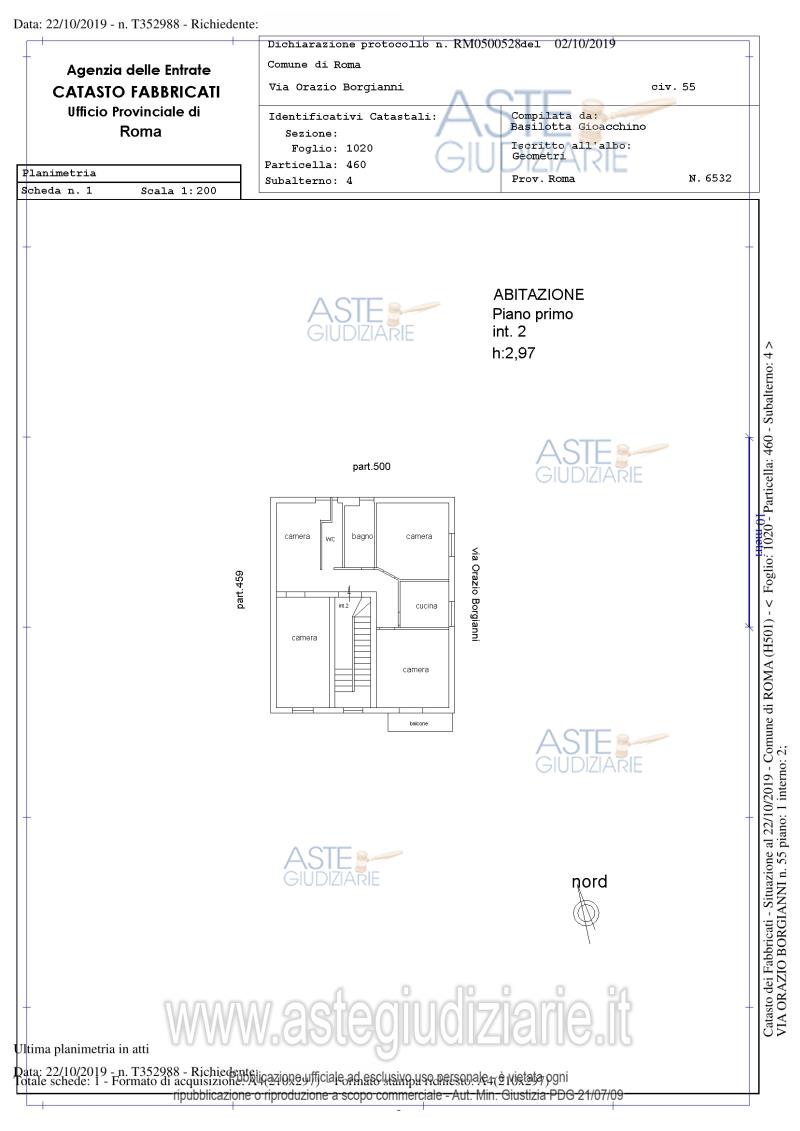 Data: 22/10/2019 - n. T352988 - Richiedente:
Agenzia delle Entrate
CATASTO FABBRICATI
Ufficio Provinciale di
Roma
Dichiarazione protocollo n. RM0500528del 02/10/2019
Comune di Roma
Via Orazio Borgianni civ. 55
Identificativi Catastali:
Sezione:
Foglio: 1020
Particella: 460
Subalterno: 4
Compilata da:
Basilotta Gioacchino
Iscritto all'albo:
Geometri
Prov. Roma N. 6532
Planimetria
Scheda n. 1 Scala 1:200
ASTE
GIUDIZIARIE
ABITAZIONE
Piano primo
int. 2
h:2,97
ASTE
GIUDIZIARIE
ASTE
GIUDIZIARIE
part.500
camera
wc
bagno
camera
part.459
via Orazio Borgianni
int.2
cucina
camera
camera
balcone
10 metri
ASTE
GIUDIZIARIE
ASTE
GIUDIZIARIE
nord
Catasto dei Fabbricati - Situazione al 22/10/2019 - Comune di ROMA (H501) - < Foglio: 1020 - Particella: 460 - Subalterno: 4 >
VIA ORAZIO BORGIANNI n. 55 piano: 1 interno: 2;
www.astegiudiziarie.it
Ultima planimetria in atti
Data: 22/10/2019 - n. T352988 - Richiedente:
Totale schede: 1 - Formato di acquisizione: A4(210x297) - Formato stampa richiesto: A4(210x297)
Pubblicazione ufficiale ad esclusivo uso personale - è vietata ogni
ripubblicazione o riproduzione a scopo commerciale - Aut. Min. Giustizia PDG 21/07/09